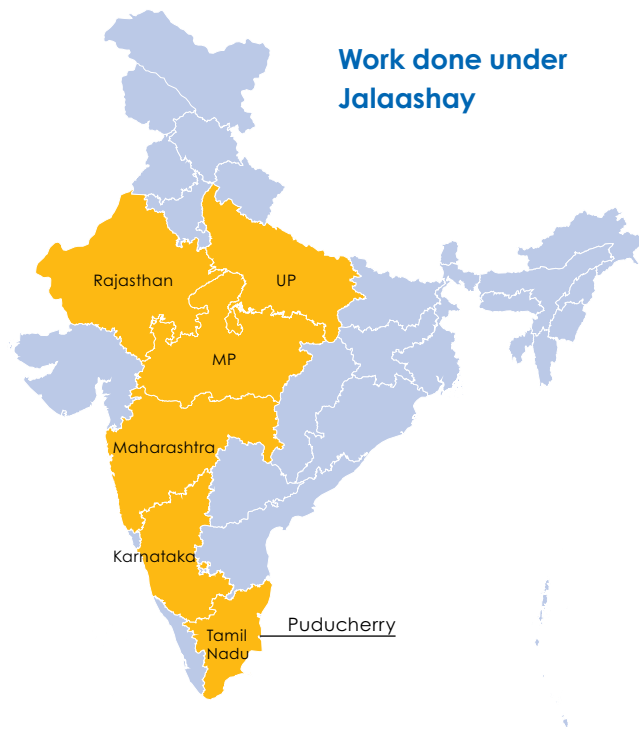 Work done under
Jalaashay
Rajasthan
UP
MP
Maharashtra
Karnataka
Puducherry
Tamil
Nadu